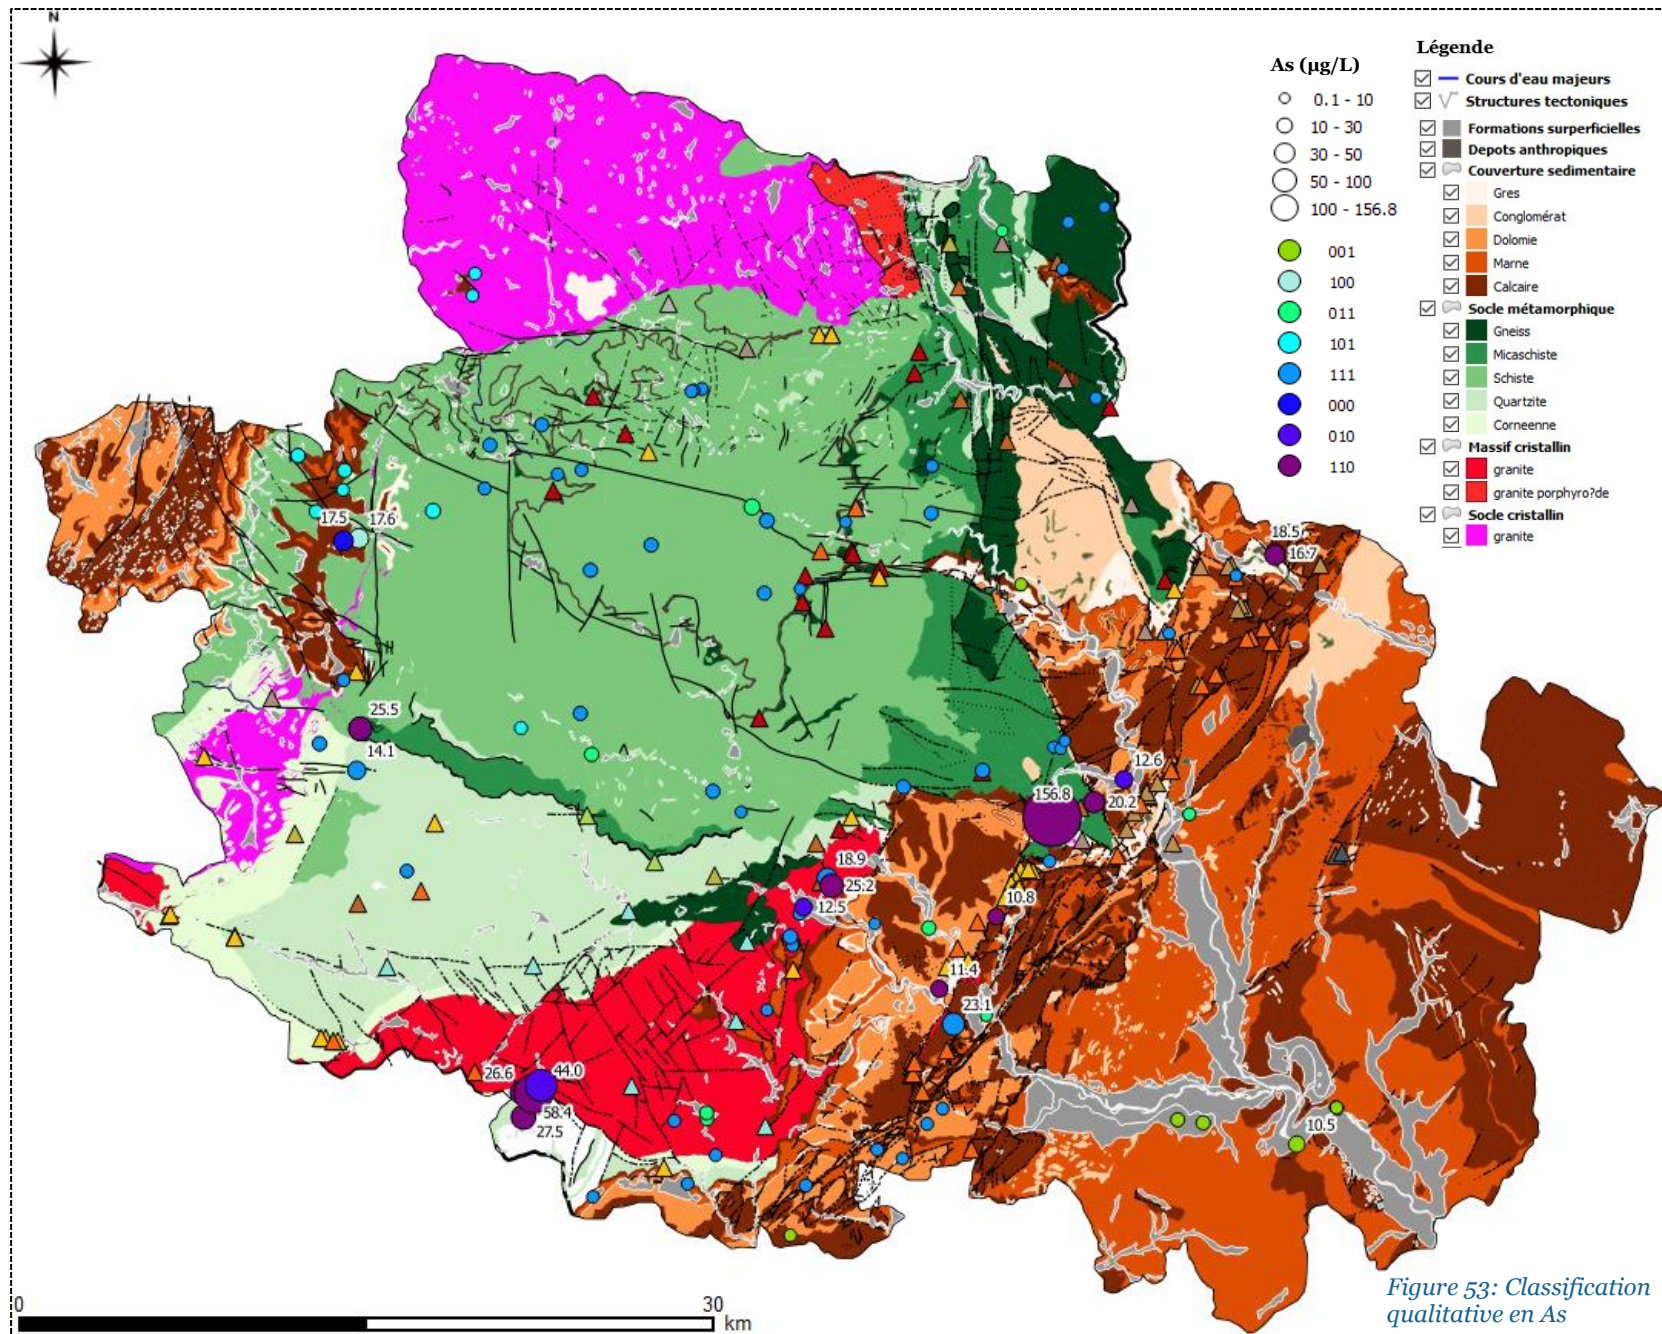 N
As (µg/L)
0.1 - 10
10 - 30
30 - 50
50 - 100
100 - 156.8
001
100
011
101
111
000
010
110
Légende
Cours d'eau majeurs
Structures tectoniques
Formations surperficielles
Depots anthropiques
Couverture sedimentaire
Gres
Conglomérat
Dolomie
Marne
Calcaire
Socle métamorphique
Gneiss
Micaschiste
Schiste
Quartzite
Corneenne
Massif cristallin
granite
granite porphyro?de
Socle cristallin
granite
17.5
17.6
18.5
16.7
25.5
14.1
12.6
156.8
20.2
18.9
25.2
12.5
10.8
11.4
23.1
26.6
44.0
58.4
27.5
10.5
0
30
km
Figure 53: Classification
qualitative en As